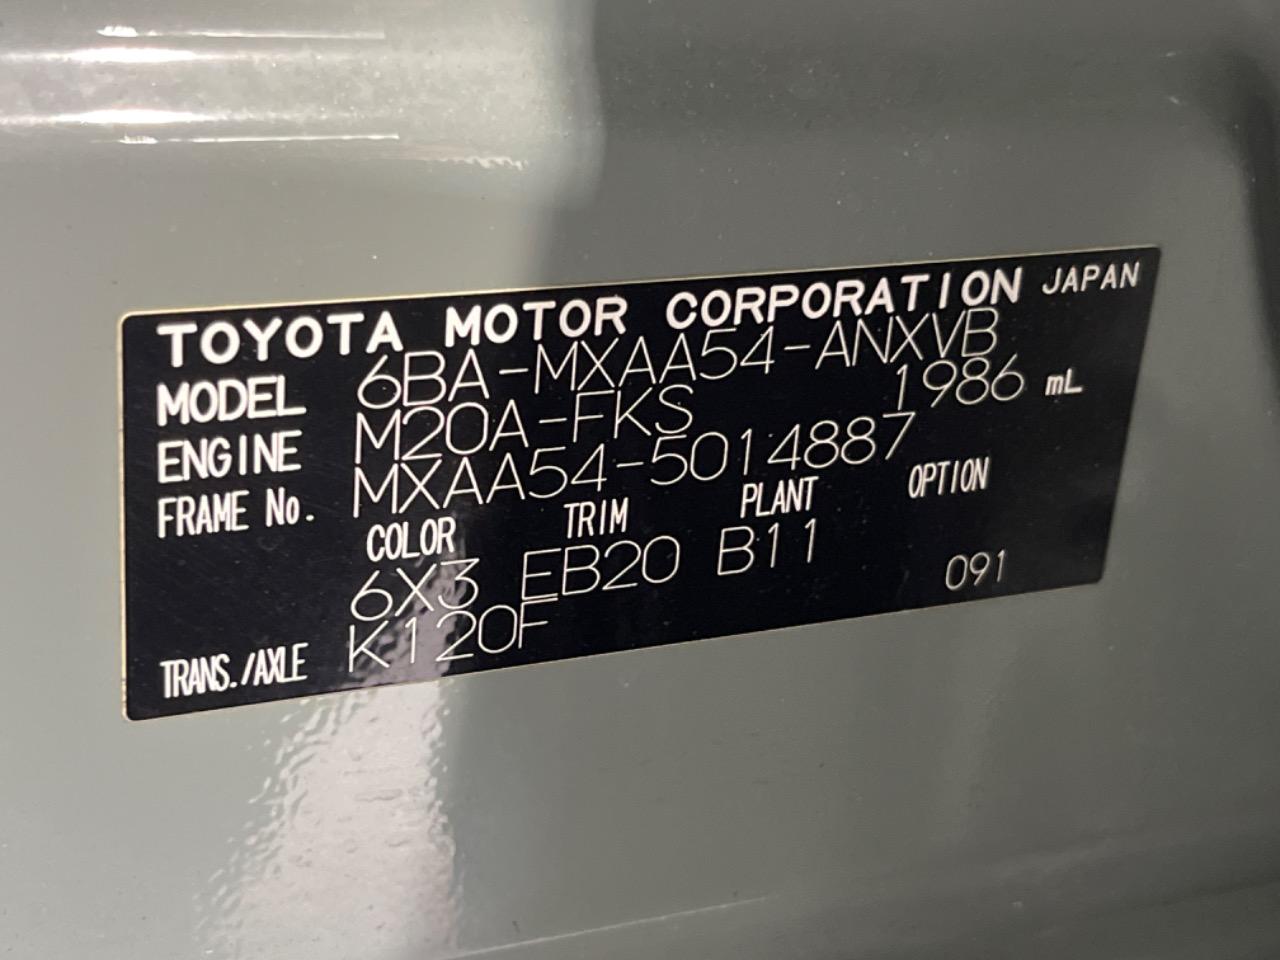 TOYOTA MOTOR CORPORATION JAPAN
MODEL 6BA-MXAA54-ANXVB
ENGINE M20A-FKS 1986 mL
FRAME No. MXAA54-5014887
COLOR TRIM PLANT OPTION
6X3 EB20 B11
TRANS./AXLE K120F 091